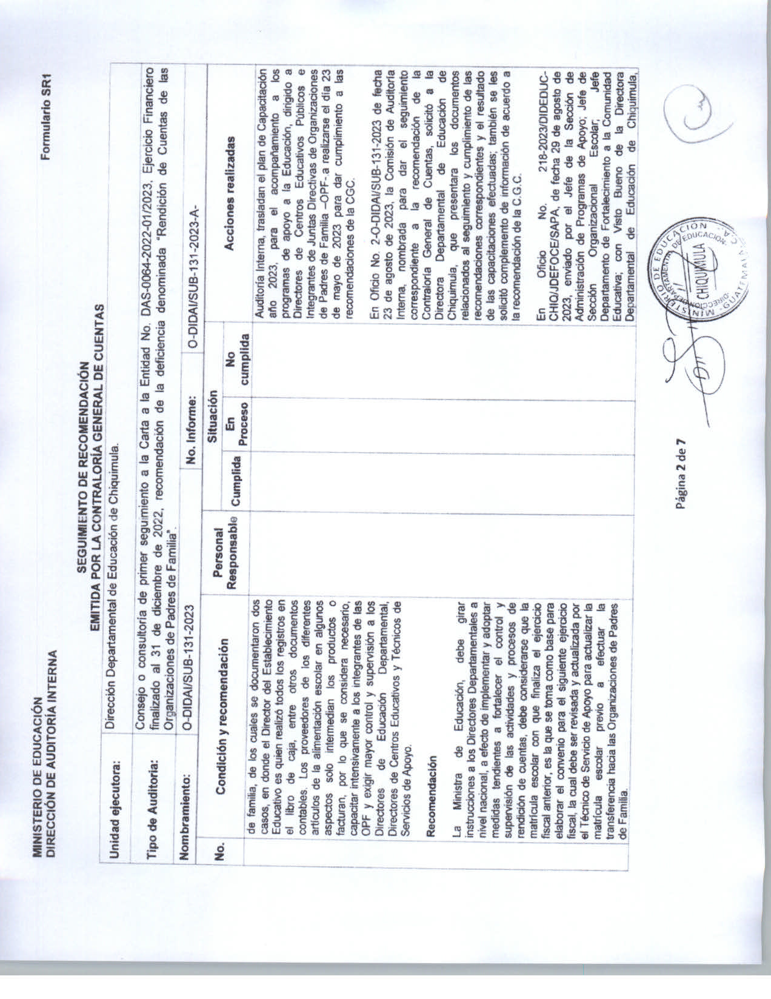 MINISTERIO DE EDUCACIÓN
DIRECCIÓN DE AUDITORÍA INTERNA
Formulario SR1
SEGUIMIENTO DE RECOMENDACIÓN
EMITIDA POR LA CONTRALORÍA GENERAL DE CUENTAS
Unidad ejecutora:
Dirección Departamental de Educación de Chiquimula.
Tipo de Auditoria:
Consejo o consultoría de primer seguimiento a la Carta a la Entidad No. DAS-0064-2022-01/2023, Ejercicio Financiero
finalizado al 31 de diciembre de 2022, recomendación de la deficiencia denominada "Rendición de Cuentas de las
Organizaciones de Padres de Familia".
Nombramiento:
O-DIDAI/SUB-131-2023
No. Informe:
O-DIDAI/SUB-131-2023-A-
No.
Condición y recomendación
Personal
Responsable
Situación
Cumplida
En
Proceso
No
cumplida
Acciones realizadas
de familia, de los cuales se documentaron dos
casos, en donde el Director del Establecimiento
Educativo es quien realizó todos los registros en
el libro de caja, entre otros documentos
contables. Los proveedores de los diferentes
artículos de la alimentación escolar en algunos
aspectos solo intermedian los productos o
facturan, por lo que se considera necesario,
capacitar intensivamente a los integrantes de las
OPF y exigir mayor control y supervisión a los
Directores de Educación Departamental,
Directores de Centros Educativos y Técnicos de
Servicios de Apoyo.
Recomendación
La Ministra de Educación, debe girar
instrucciones a los Directores Departamentales a
nivel nacional, a efecto de implementar y adoptar
medidas tendientes a fortalecer el control y
supervisión de las actividades y procesos de
rendición de cuentas, debe considerarse que la
matrícula escolar con que finaliza el ejercicio
fiscal anterior, es la que se toma como base para
elaborar el convenio para el siguiente ejercicio
fiscal, la cual debe ser revisada y actualizada por
el Técnico de Servicio de Apoyo para actualizar la
matrícula escolar previo a efectuar la
transferencia hacia las Organizaciones de Padres
de Familia.
Auditoría Interna, trasladan el plan de Capacitación
año 2023, para el acompañamiento a los
programas de apoyo a la Educación, dirigido a
Directores de Centros Educativos Públicos e
Integrantes de Juntas Directivas de Organizaciones
de Padres de Familia –OPF-.a realizarse el día 23
de mayo de 2023 para dar cumplimiento a las
recomendaciones de la CGC.
En Oficio No. 2-O-DIDAI/SUB-131-2023 de fecha
23 de agosto de 2023, la Comisión de Auditoría
Interna, nombrada para dar el seguimiento
correspondiente a la recomendación de la
Contraloría General de Cuentas, solicitó a la
Directora Departamental de Educación de
Chiquimula, que presentara los documentos
relacionados al seguimiento y cumplimiento de las
recomendaciones correspondientes y el resultado
de las capacitaciones efectuadas; también se les
solicitó complemento de información de acuerdo a
la recomendación de la C.G.C.
En Oficio No. 218-2023/DIDEDUC-
CHIQ/JDEFOCE/SAPA, de fecha 29 de agosto de
2023, enviado por el Jefe de la Sección de
Administración de Programas de Apoyo; Jefe de
Sección Organizacional Escolar; Jefe
Departamento de Fortalecimiento a la Comunidad
Educativa; con Visto Bueno de la Directora
Departamental de Educación de Chiquimula,
Página 2 de 7
MINISTERIO DE EDUCACIÓN
DIRECCIÓN DEPARTAMENTAL DE EDUCACION
CHIQUIMULA
GUATEMALA, C.A.